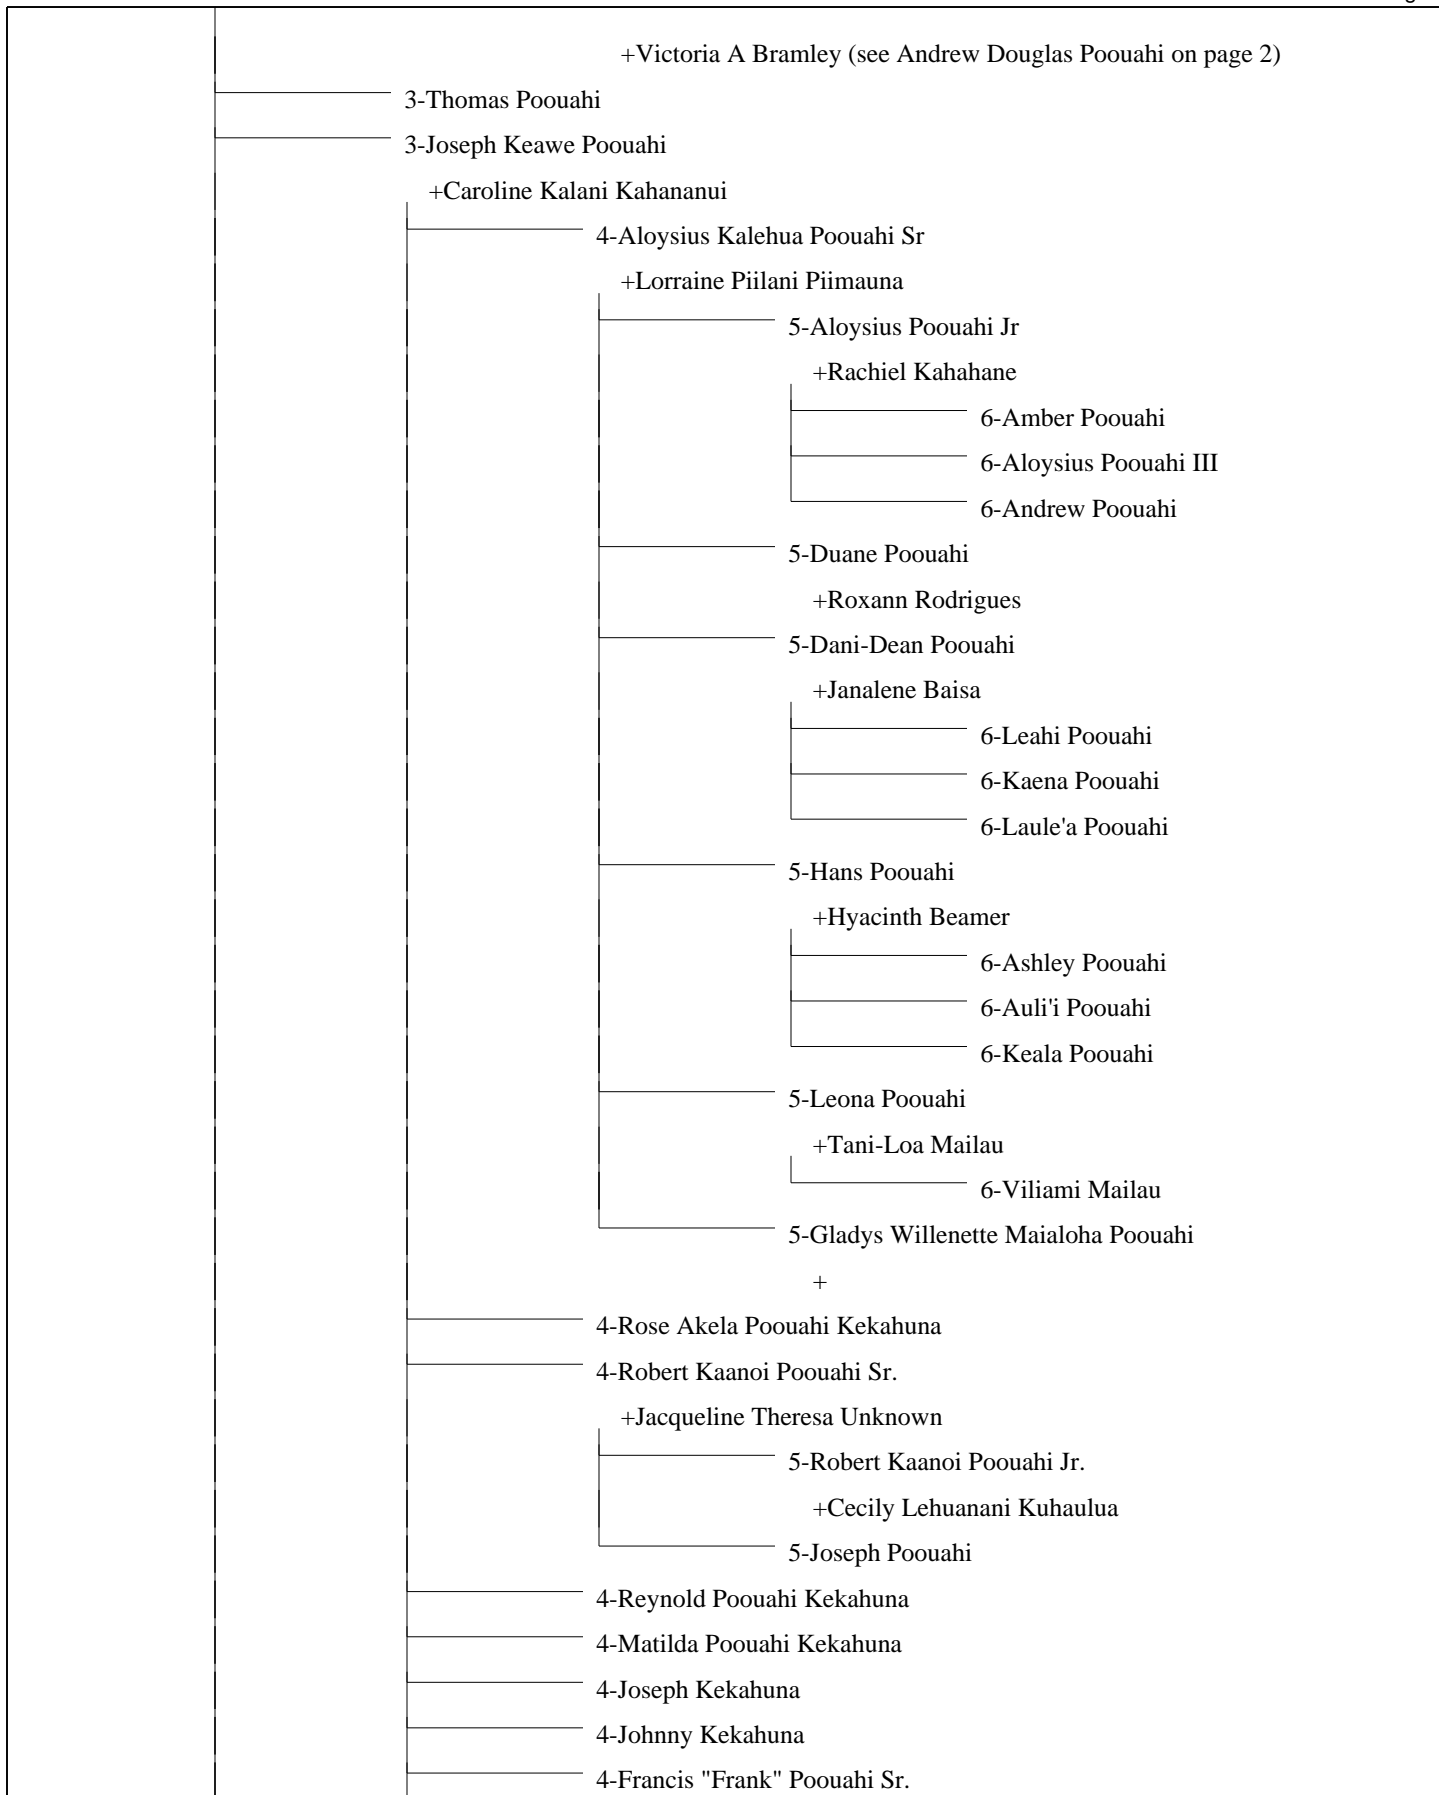 +Victoria A Bramley (see Andrew Douglas Poouahi on page 2)
3-Thomas Poouahi
3-Joseph Keawe Poouahi
+Caroline Kalani Kahananui
4-Aloysius Kalehua Poouahi Sr
+Lorraine Piilani Piimauna
5-Aloysius Poouahi Jr
+Rachiel Kahahane
6-Amber Poouahi
6-Aloysius Poouahi III
6-Andrew Poouahi
5-Duane Poouahi
+Roxann Rodrigues
5-Dani-Dean Poouahi
+Janalene Baisa
6-Leahi Poouahi
6-Kaena Poouahi
6-Laule'a Poouahi
5-Hans Poouahi
+Hyacinth Beamer
6-Ashley Poouahi
6-Auli'i Poouahi
6-Keala Poouahi
5-Leona Poouahi
+Tani-Loa Mailau
6-Viliami Mailau
5-Gladys Willenette Maialoha Poouahi
+
4-Rose Akela Poouahi Kekahuna
4-Robert Kaanoi Poouahi Sr.
+Jacqueline Theresa Unknown
5-Robert Kaanoi Poouahi Jr.
+Cecily Lehuanani Kuhaulua
5-Joseph Poouahi
4-Reynold Poouahi Kekahuna
4-Matilda Poouahi Kekahuna
4-Joseph Kekahuna
4-Johnny Kekahuna
4-Francis "Frank" Poouahi Sr.